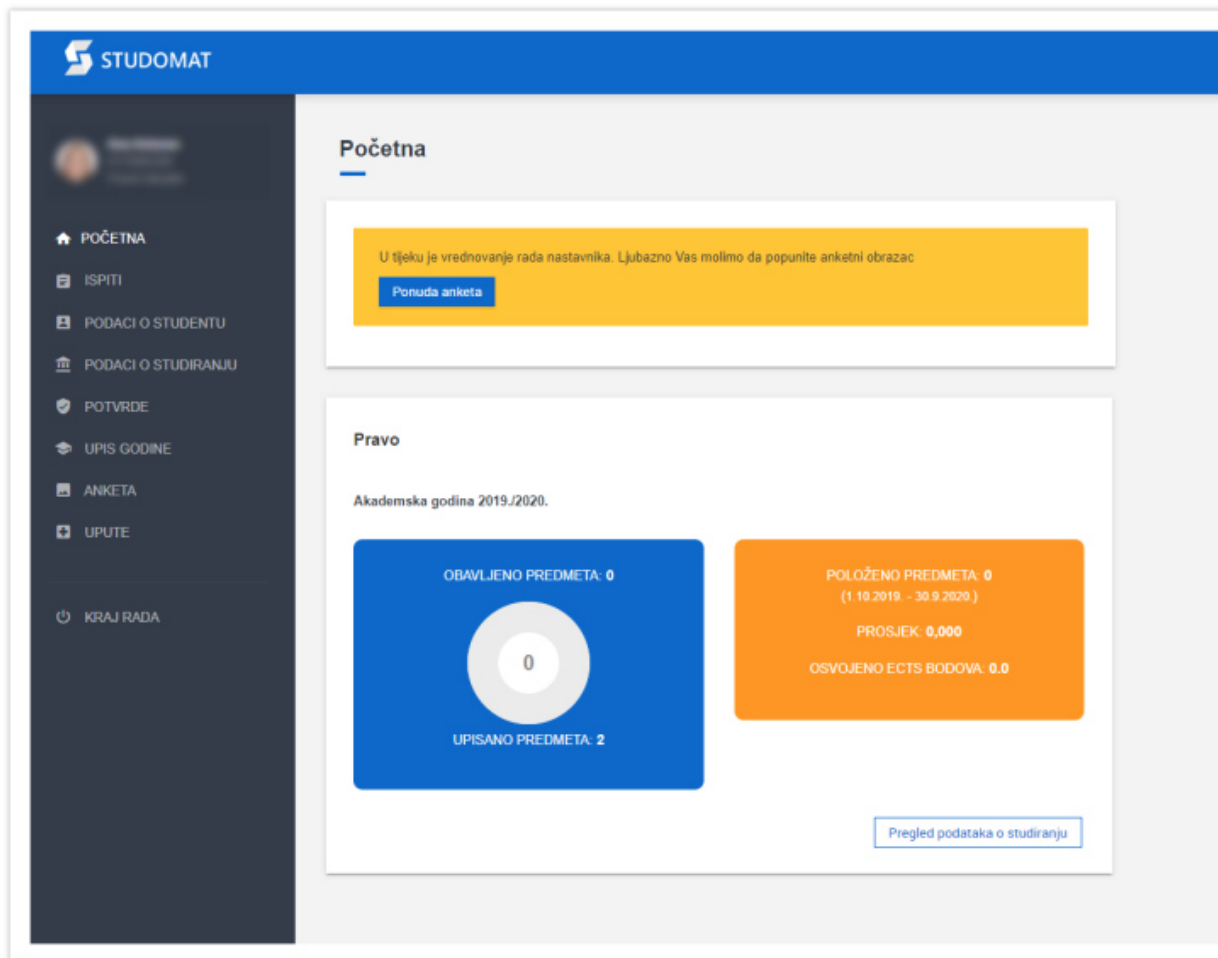 STUDOMAT
POČETNA
ISPITI
PODACI O STUDENTU
PODACI O STUDIRANJU
POTVRDE
UPIS GODINE
ANKETA
UPUTE
KRAJ RADA
Početna
U tijeku je vrednovanje rada nastavnika. Ljubazno Vas molimo da popunite anketni obrazac
Ponuda anketa
Pravo
Akademska godina 2019./2020.
OBAVLJENO PREDMETA: 0
0
UPISANO PREDMETA: 2
POLOŽENO PREDMETA: 0
(1.10.2019. - 30.9.2020.)
PROSJEK: 0,000
OSVOJENO ECTS BODOVA: 0.0
Pregled podataka o studiranju